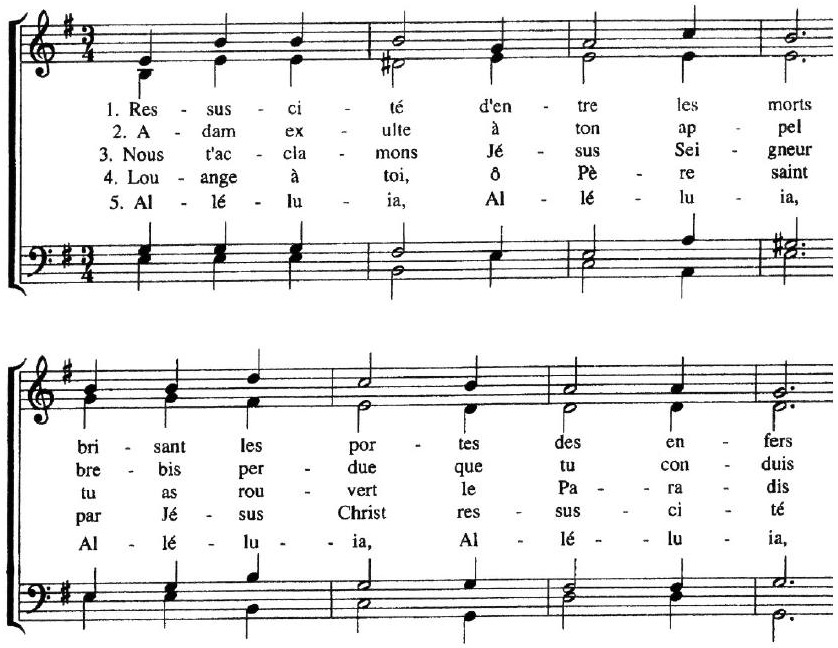 1. Res - sus - ci - té d'en - tre les morts
2. A - dam ex - ulte à ton ap - pel
3. Nous t'ac - cla - mons Jé - sus Sei - gneur
4. Lou - ange à toi, ô Pè - re saint
5. Al - lé - lu - ia, Al - lé - lu - ia,
bri - sant les por - tes des en - fers
bre - bis per - due que tu con - duis
tu as rou - vert le Pa - ra - dis
par Jé - sus Christ res - sus - ci - té
Al - lé - lu - ia, Al - lé - lu - ia,